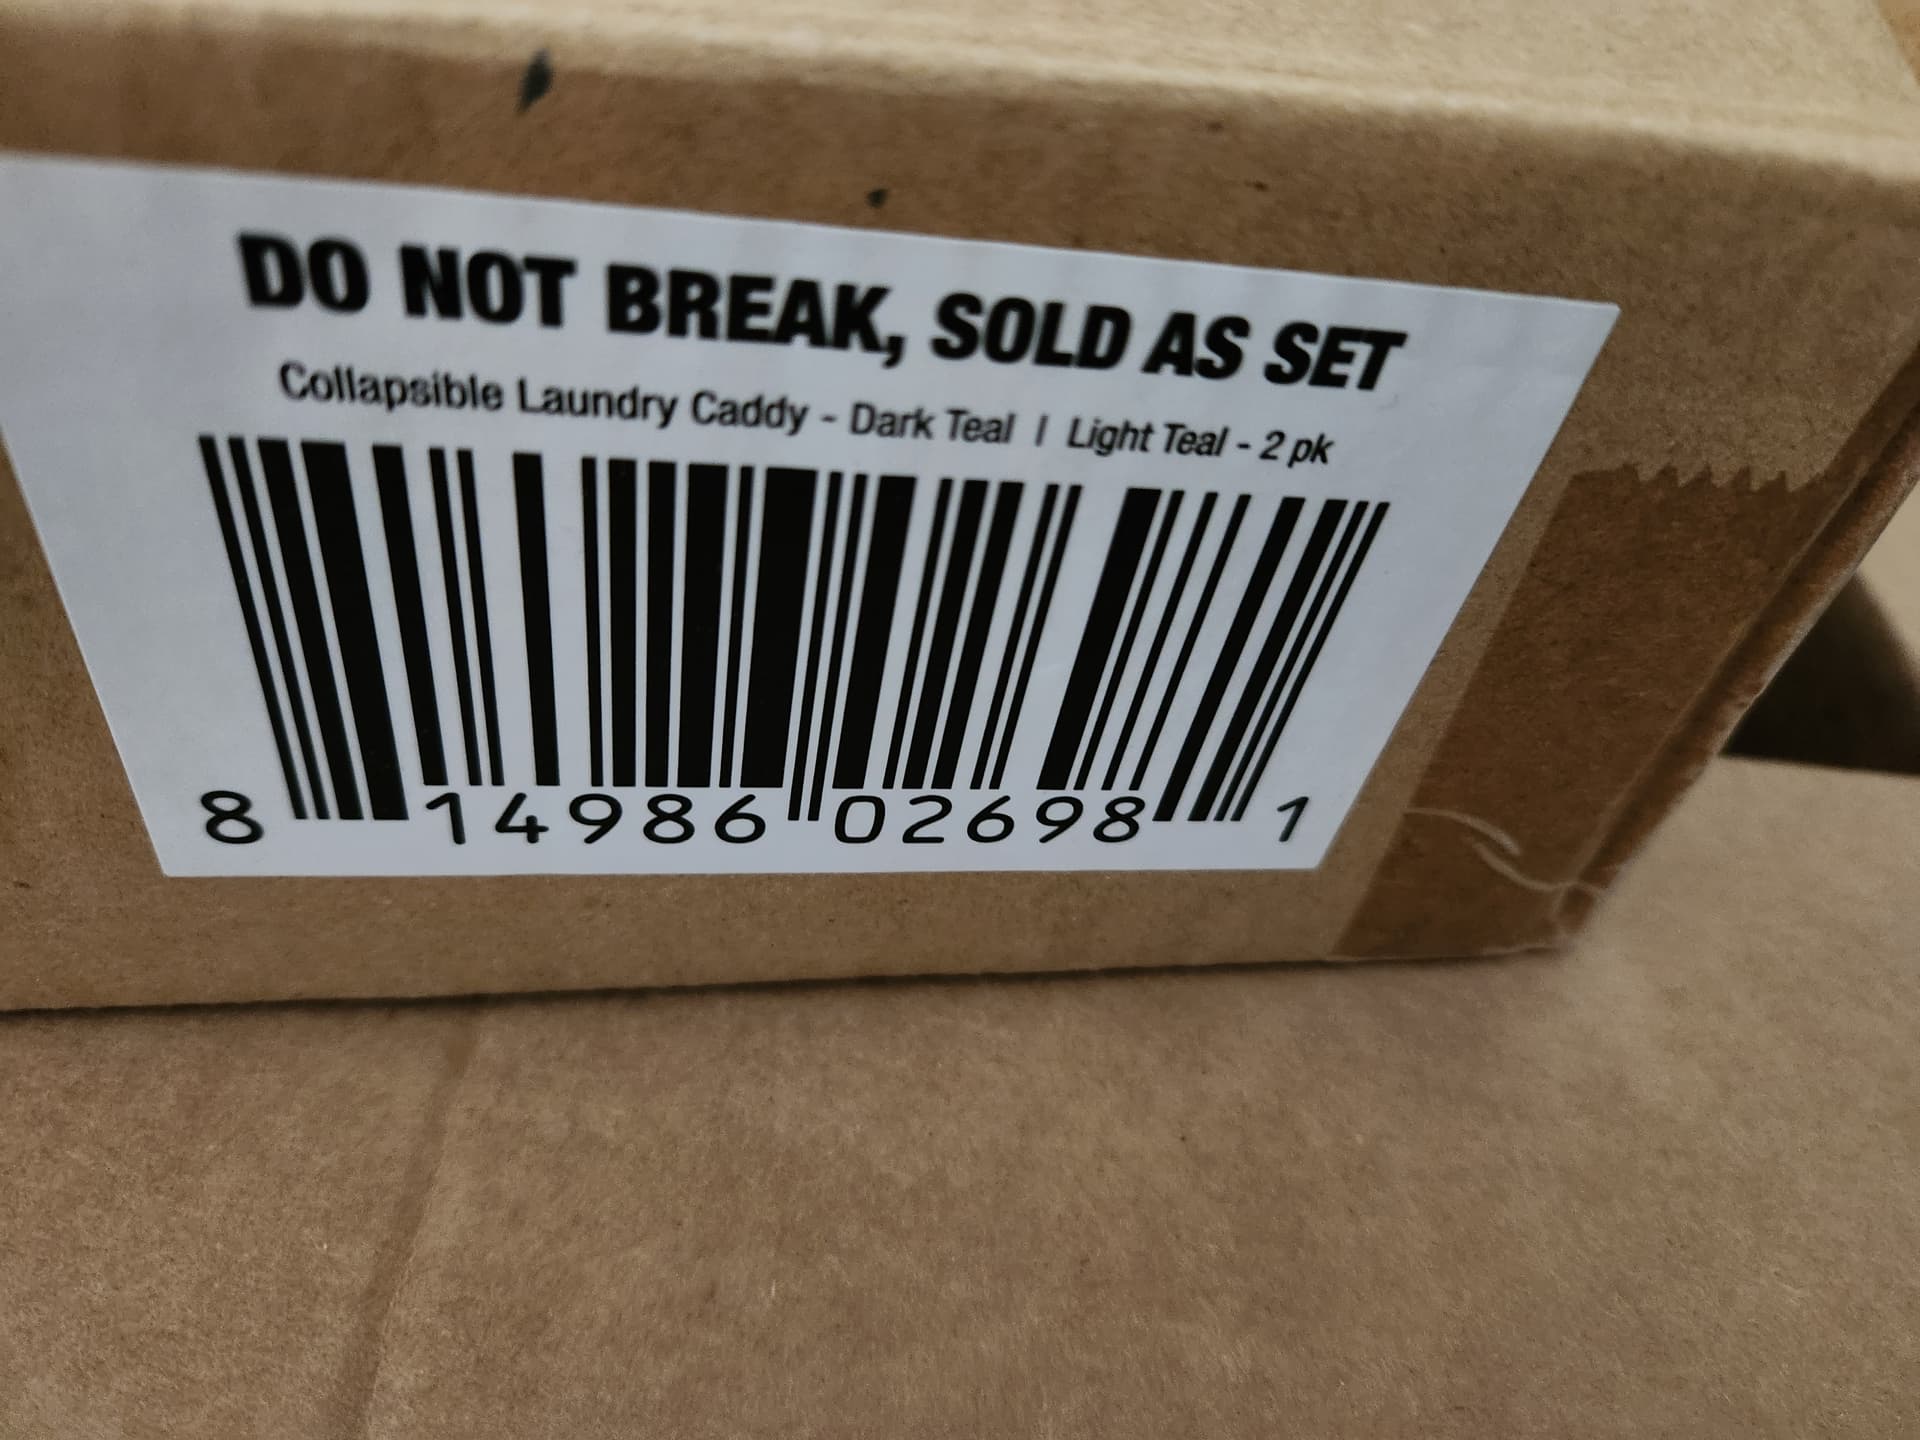 DO NOT BREAK, SOLD AS SET
Collapsible Laundry Caddy - Dark Teal | Light Teal - 2 pk
8 14986 02698 1